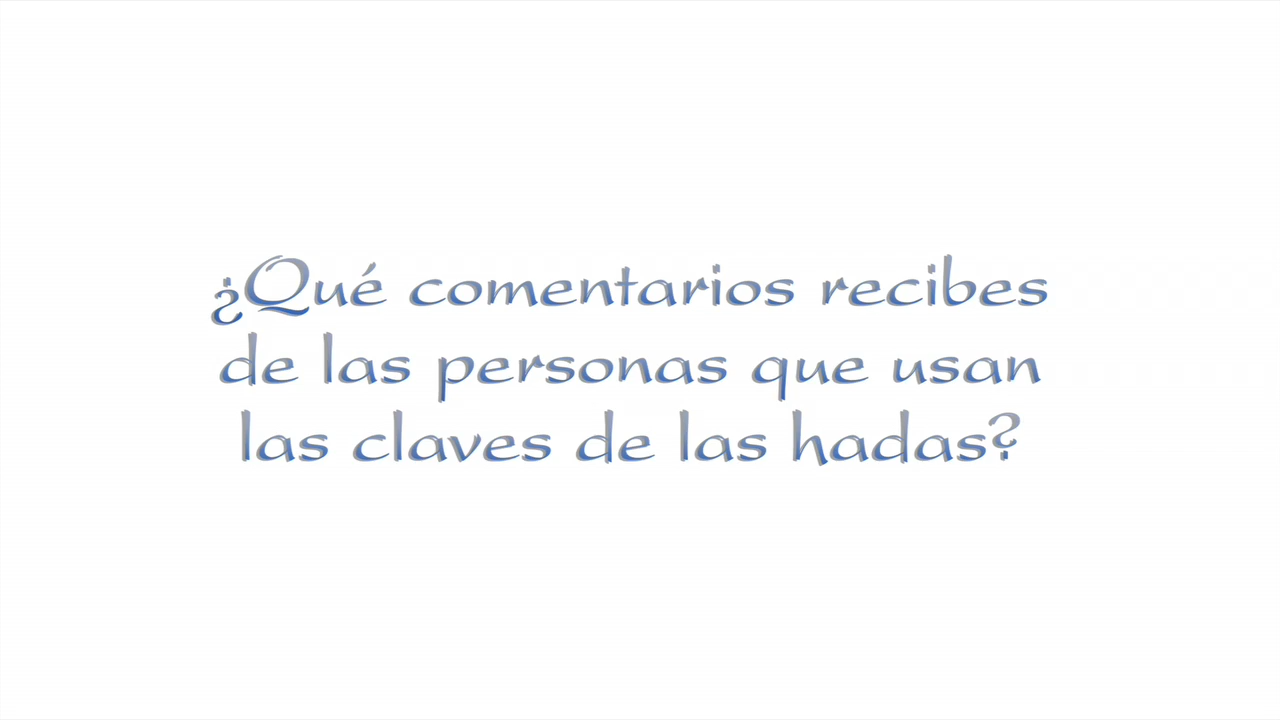 ¿Qué comentarios recibes
de las personas que usan
las claves de las hadas?